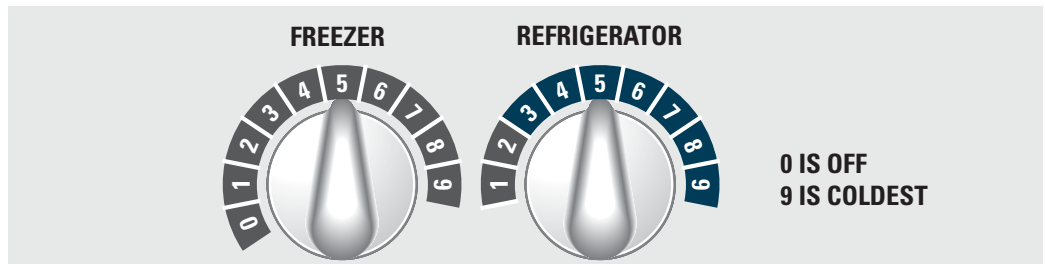 FREEZER
REFRIGERATOR
0 1 2 3 4 5 6 7 8 9
1 2 3 4 5 6 7 8 9
0 IS OFF
9 IS COLDEST